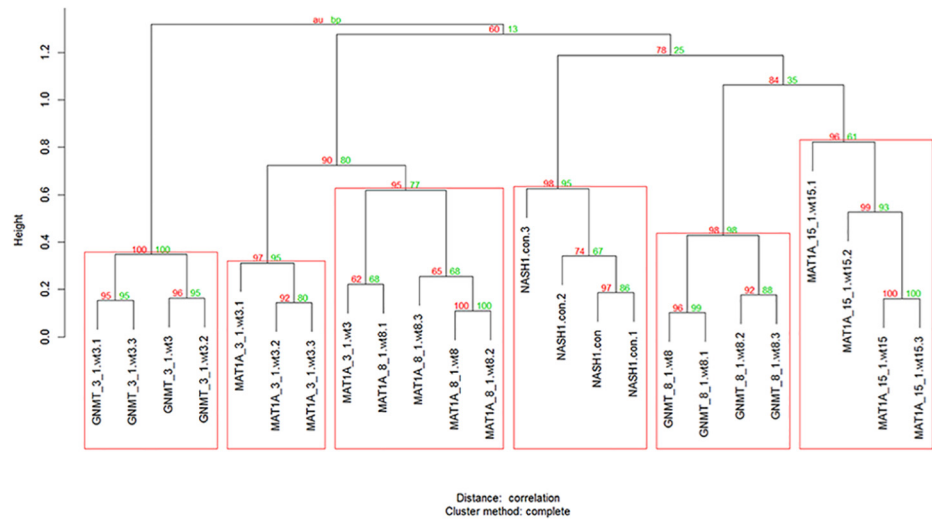 au bp
60 13
78 25
84 35
96 61
90 80
95 77
98 95
99 93
100 100
97 95
98 98
74 67
95 95
96 95
92 80
62 68
65 68
100 100
97 86
96 99
92 88
100 100
Height
0.0
0.2
0.4
0.6
0.8
1.0
1.2
GNMT_3_1.wt3.1
GNMT_3_1.wt3.3
GNMT_3_1.wt3
GNMT_3_1.wt3.2
MAT1A_3_1.wt3.1
MAT1A_3_1.wt3.2
MAT1A_3_1.wt3.3
MAT1A_3_1.wt3
MAT1A_8_1.wt8.1
MAT1A_8_1.wt8.3
MAT1A_8_1.wt8
MAT1A_8_1.wt8.2
NASH1.con.3
NASH1.con.2
NASH1.con
NASH1.con.1
GNMT_8_1.wt8
GNMT_8_1.wt8.1
GNMT_8_1.wt8.2
GNMT_8_1.wt8.3
MAT1A_15_1.wt15.1
MAT1A_15_1.wt15.2
MAT1A_15_1.wt15
MAT1A_15_1.wt15.3
Distance: correlation
Cluster method: complete